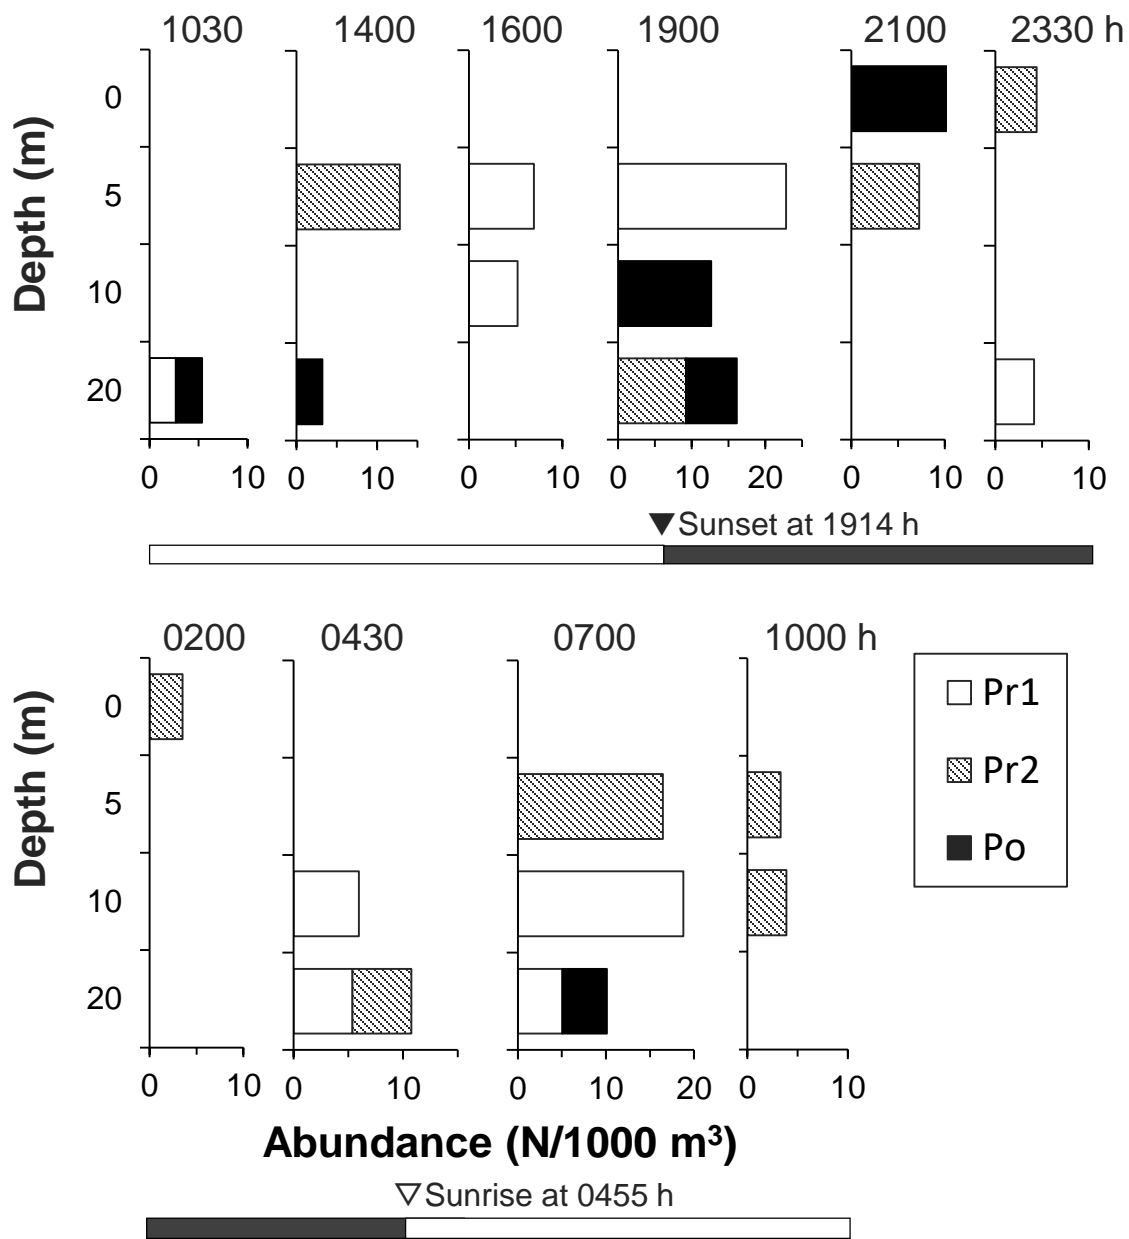 1030 1400 1600 1900 2100 2330 h
Depth (m)
0
5
10
20
0 10 0 10 0 10 0 10 20 0 10 0 10
▼Sunset at 1914 h
0200 0430 0700 1000 h
Depth (m)
0
5
10
20
Pr1
Pr2
Po
0 10 0 10 0 10 20 0 10
Abundance (N/1000 m³)
▽Sunrise at 0455 h